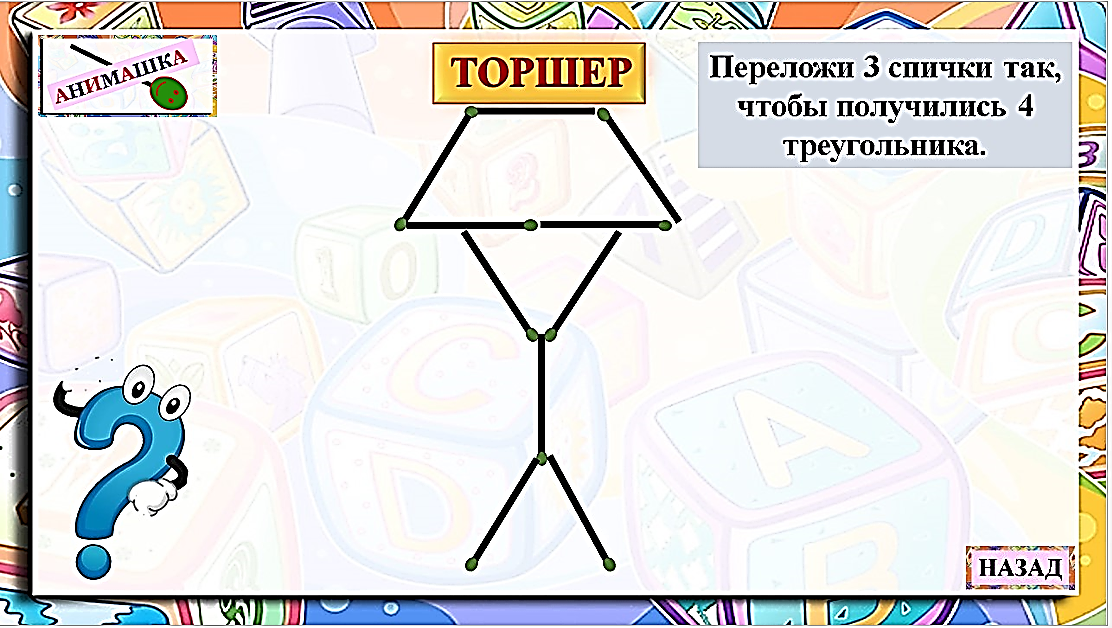 АНИМАШКА
ТОРШЕР
Переложи 3 спички так,
чтобы получились 4
треугольника.
НАЗАД